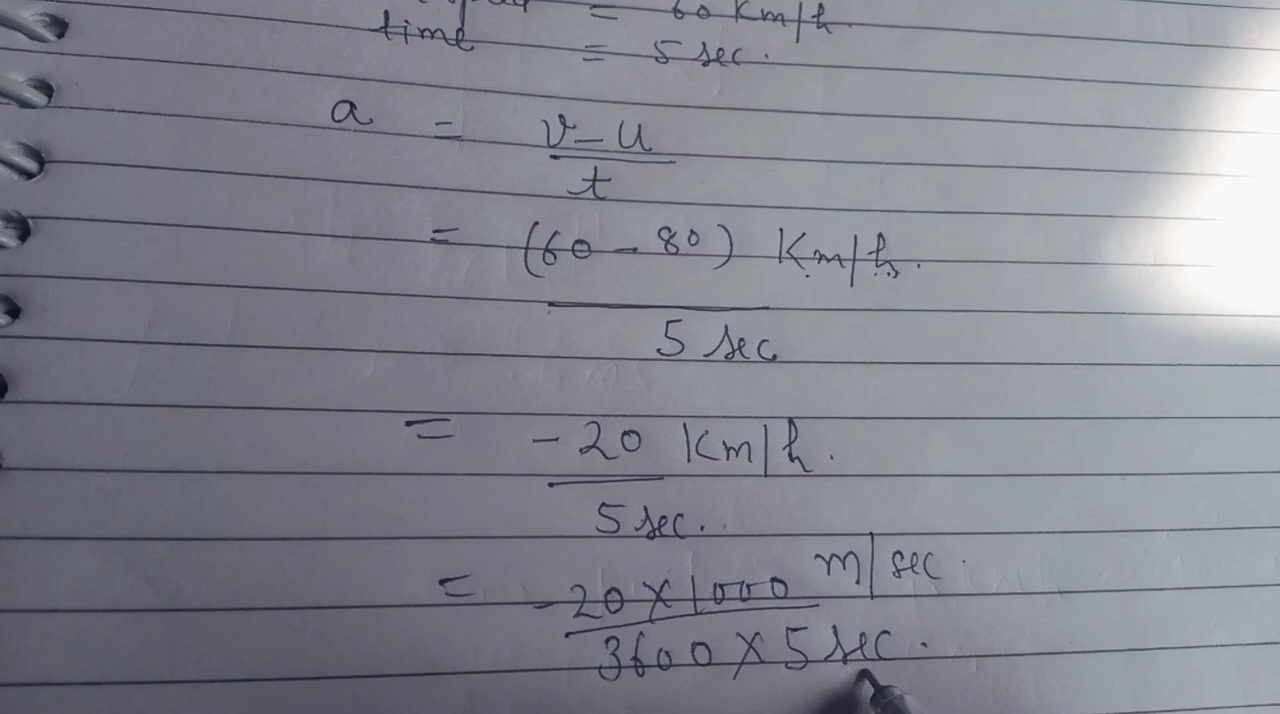 = 60 Km/h.
time = 5 sec.
a = v-u
t
= (60 - 80) Km/h.
5 sec
= -20 Km/h.
5 sec.
= -20 x 1000 m/sec.
3600 x 5 sec.